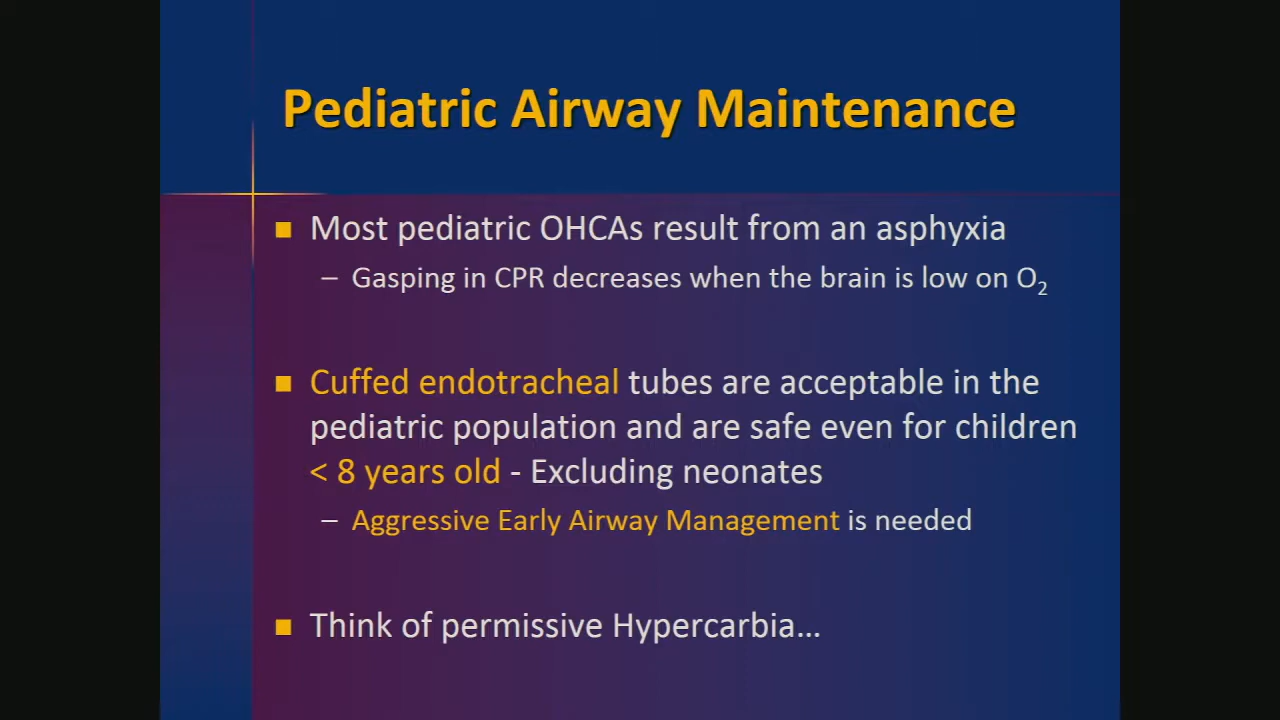 Pediatric Airway Maintenance
■ Most pediatric OHCAs result from an asphyxia
– Gasping in CPR decreases when the brain is low on O₂
■ Cuffed endotracheal tubes are acceptable in the
pediatric population and are safe even for children
< 8 years old - Excluding neonates
– Aggressive Early Airway Management is needed
■ Think of permissive Hypercarbia…